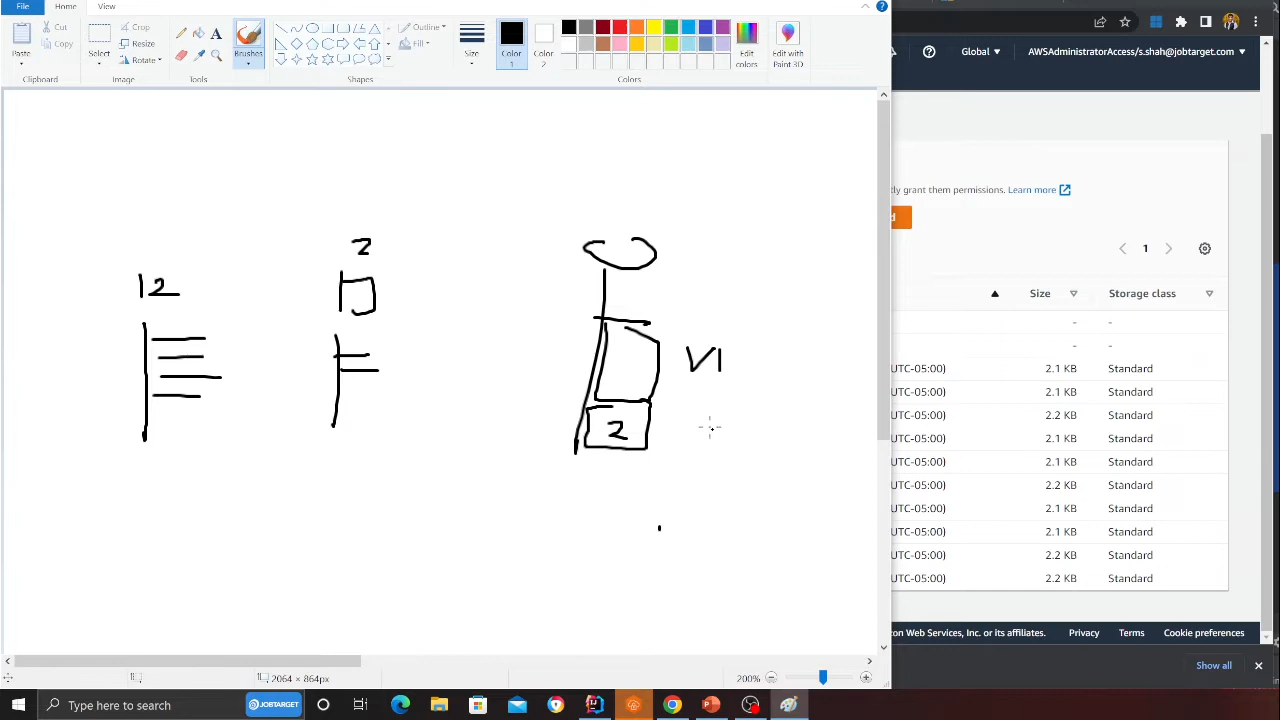 File
Home
View
Paste
Cut
Copy
Select
Crop
Resize
Rotate
Brushes
Outline
Fill
Size
Color 1
Color 2
Edit colors
Edit with Paint 3D
Clipboard
Image
Tools
Shapes
Colors
Global
AWSAdministratorAccess/s.shah@jobtarget.com
tly grant them permissions. Learn more
d
1
Size
Storage class
- -
- -
UTC-05:00) 2.1 KB Standard
UTC-05:00) 2.1 KB Standard
UTC-05:00) 2.2 KB Standard
UTC-05:00) 2.1 KB Standard
UTC-05:00) 2.1 KB Standard
UTC-05:00) 2.2 KB Standard
UTC-05:00) 2.1 KB Standard
UTC-05:00) 2.1 KB Standard
UTC-05:00) 2.2 KB Standard
UTC-05:00) 2.2 KB Standard
12
2
V1
2
zon Web Services, Inc. or its affiliates.
Privacy
Terms
Cookie preferences
Show all
2064 × 864px
200%
Type here to search
JOBTARGET